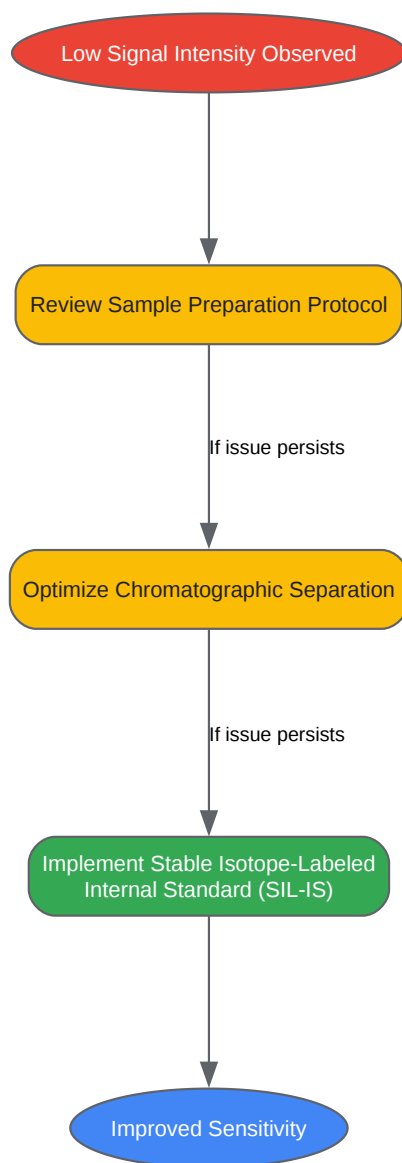 Low Signal Intensity Observed
Review Sample Preparation Protocol
If issue persists
Optimize Chromatographic Separation
If issue persists
Implement Stable Isotope-Labeled
Internal Standard (SIL-IS)
Improved Sensitivity